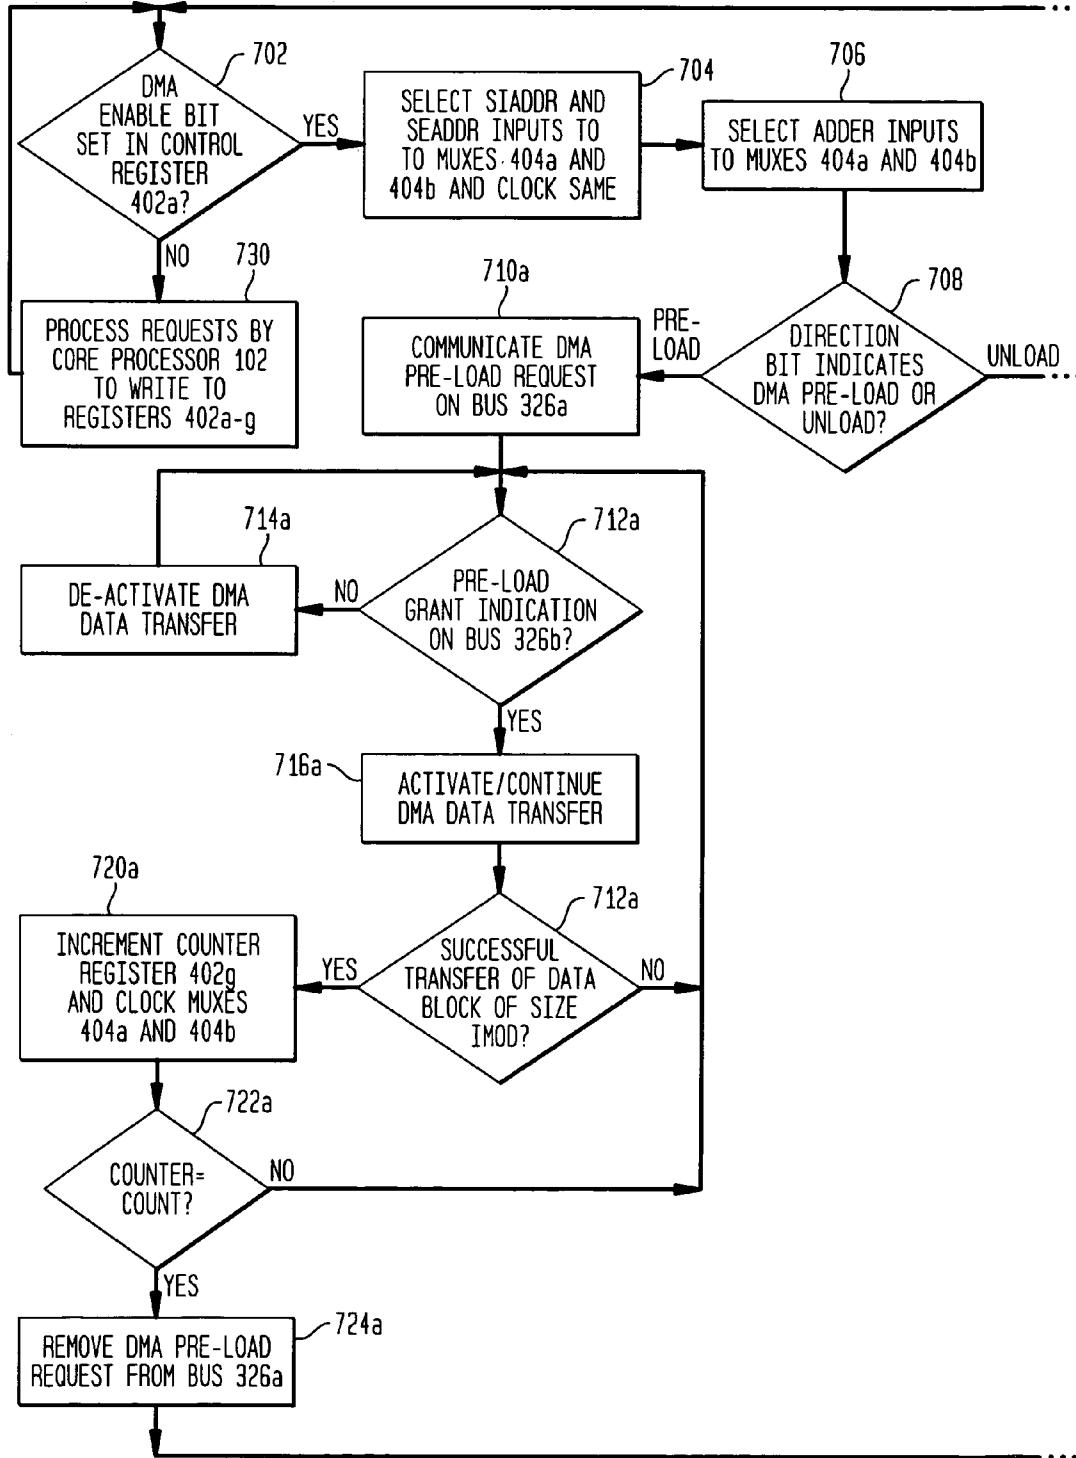 702
DMA
ENABLE BIT
SET IN CONTROL
REGISTER
402a?
YES
NO
704
SELECT SIADDR AND
SEADDR INPUTS TO
TO MUXES 404a AND
404b AND CLOCK SAME
706
SELECT ADDER INPUTS
TO MUXES 404a AND 404b
730
PROCESS REQUESTS BY
CORE PROCESSOR 102
TO WRITE TO
REGISTERS 402a-g
708
DIRECTION
BIT INDICATES
DMA PRE-LOAD OR
UNLOAD?
PRE-
LOAD
UNLOAD
710a
COMMUNICATE DMA
PRE-LOAD REQUEST
ON BUS 326a
712a
PRE-LOAD
GRANT INDICATION
ON BUS 326b?
NO
YES
714a
DE-ACTIVATE DMA
DATA TRANSFER
716a
ACTIVATE/CONTINUE
DMA DATA TRANSFER
712a
SUCCESSFUL
TRANSFER OF DATA
BLOCK OF SIZE
IMOD?
YES
NO
720a
INCREMENT COUNTER
REGISTER 402g
AND CLOCK MUXES
404a AND 404b
722a
COUNTER=
COUNT?
NO
YES
724a
REMOVE DMA PRE-LOAD
REQUEST FROM BUS 326a